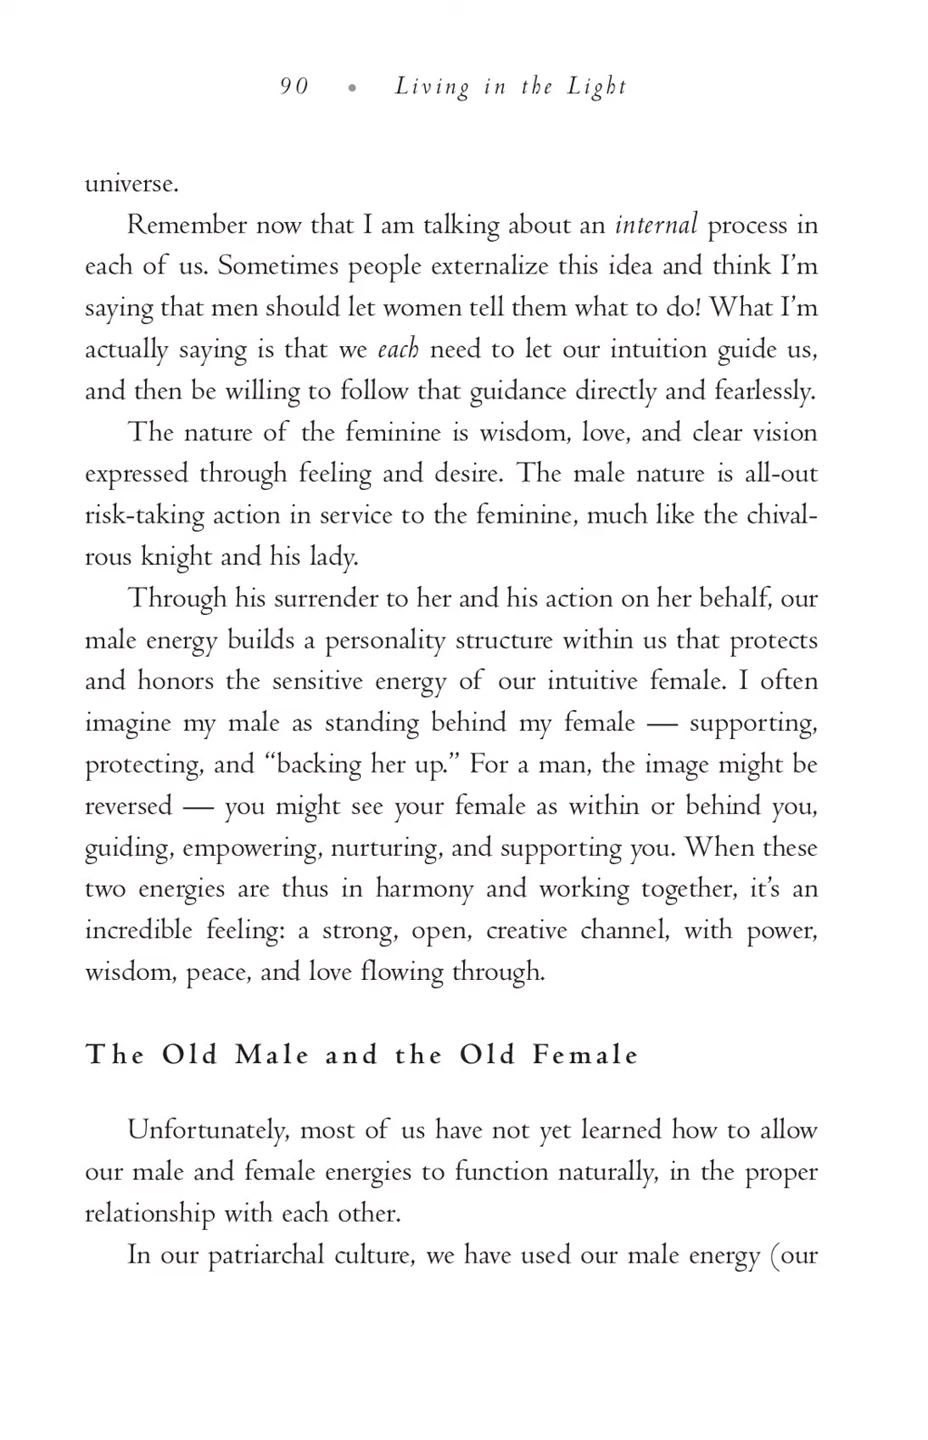 90 • Living in the Light
universe.
Remember now that I am talking about an internal process in
each of us. Sometimes people externalize this idea and think I’m
saying that men should let women tell them what to do! What I’m
actually saying is that we each need to let our intuition guide us,
and then be willing to follow that guidance directly and fearlessly.
The nature of the feminine is wisdom, love, and clear vision
expressed through feeling and desire. The male nature is all-out
risk-taking action in service to the feminine, much like the chival-
rous knight and his lady.
Through his surrender to her and his action on her behalf, our
male energy builds a personality structure within us that protects
and honors the sensitive energy of our intuitive female. I often
imagine my male as standing behind my female — supporting,
protecting, and “backing her up.” For a man, the image might be
reversed — you might see your female as within or behind you,
guiding, empowering, nurturing, and supporting you. When these
two energies are thus in harmony and working together, it’s an
incredible feeling: a strong, open, creative channel, with power,
wisdom, peace, and love flowing through.
The Old Male and the Old Female
Unfortunately, most of us have not yet learned how to allow
our male and female energies to function naturally, in the proper
relationship with each other.
In our patriarchal culture, we have used our male energy (our